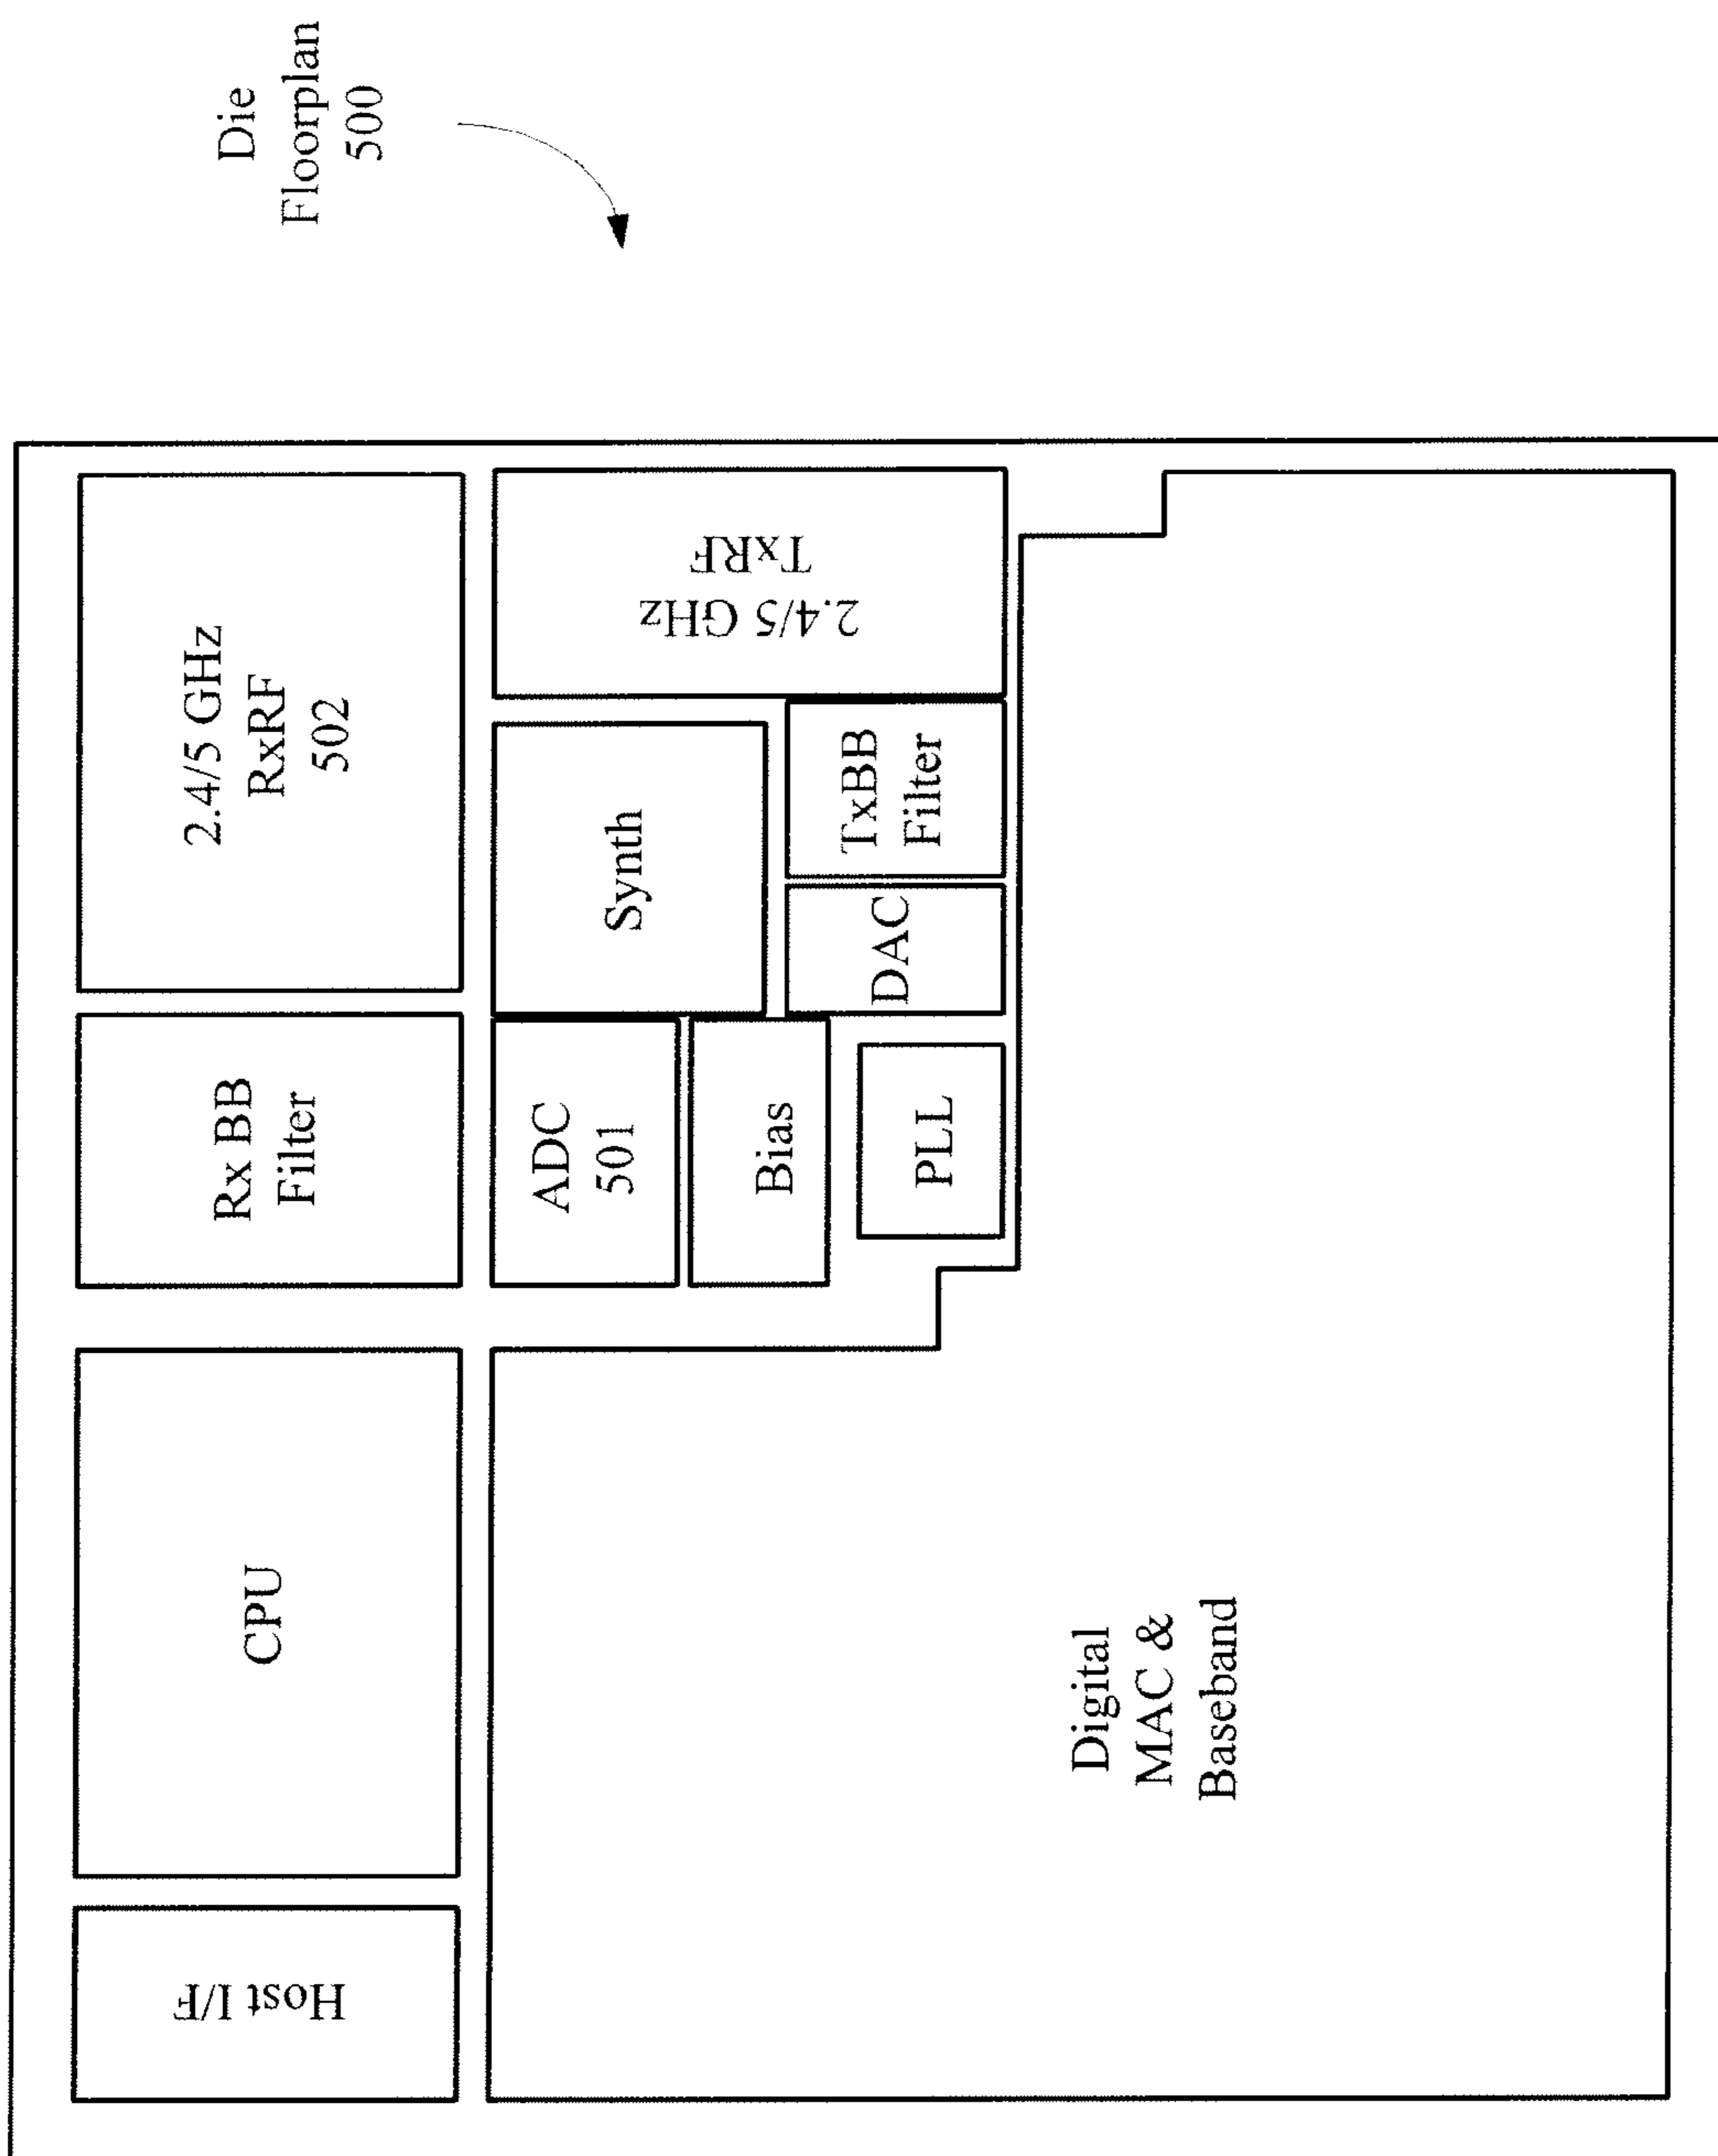 Die
Floorplan
500
2.4/5 GHz
RxRF
502
2.4/5 GHz
TxRF
Synth
TxBB
Filter
DAC
Rx BB
Filter
ADC
501
Bias
PLL
CPU
Host I/F
Digital
MAC &
Baseband